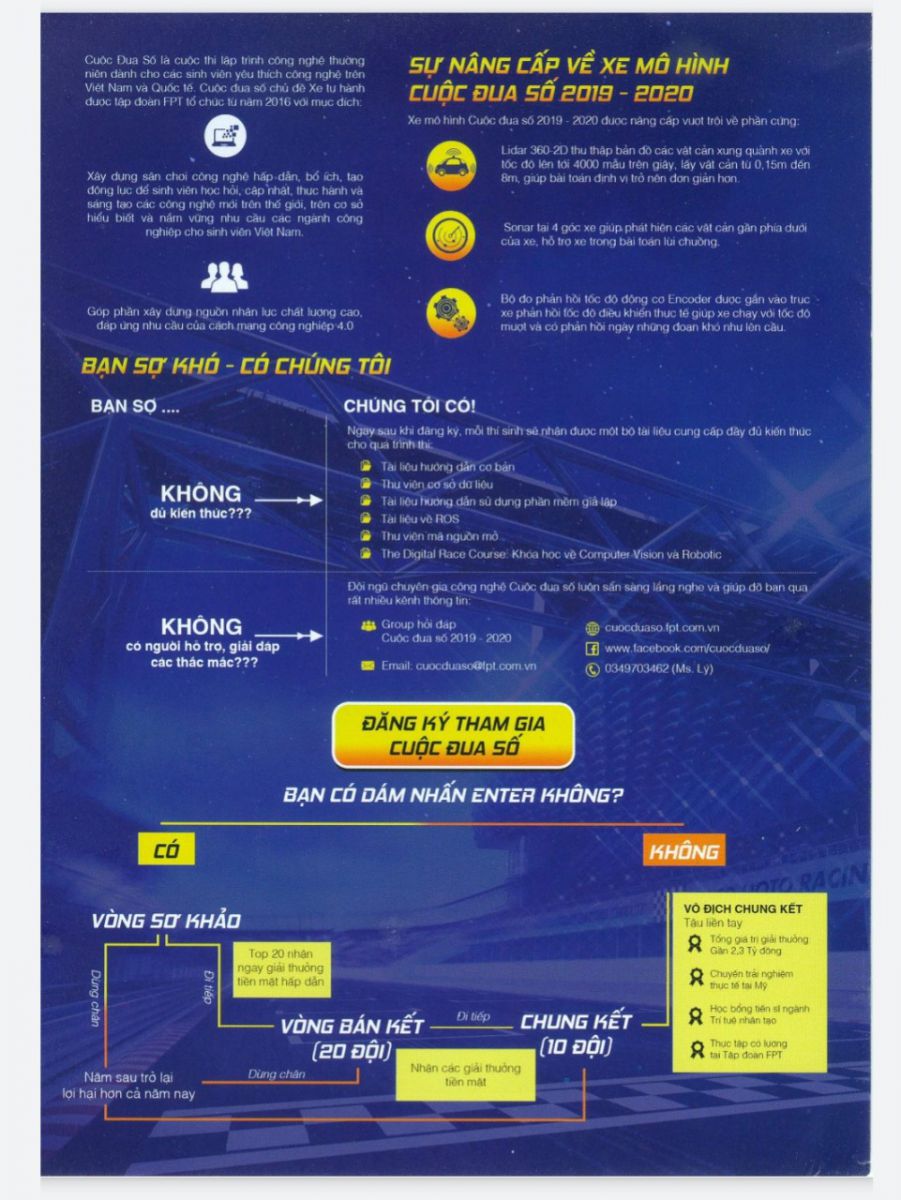 Cuộc Đua Số là cuộc thi lập trình công nghệ thường
niên dành cho các sinh viên yêu thích công nghệ trên
Việt Nam và Quốc tế. Cuộc đua số chủ đề Xe tự hành
được tập đoàn FPT tổ chức từ năm 2016 với mục đích:
Xây dựng sân chơi công nghệ hấp dẫn, bổ ích, tạo
động lực để sinh viên học hỏi, cập nhật, thực hành và
sáng tạo các công nghệ mới trên thế giới, trên cơ sở
hiểu biết và nắm vững nhu cầu các ngành công
nghiệp cho sinh viên Việt Nam.
Góp phần xây dựng nguồn nhân lực chất lượng cao,
đáp ứng nhu cầu của cách mạng công nghiệp 4.0
SỰ NÂNG CẤP VỀ XE MÔ HÌNH
CUỘC ĐUA SỐ 2019 - 2020
Xe mô hình Cuộc đua số 2019 - 2020 được nâng cấp vượt trội về phần cứng:
Lidar 360-2D thu thập bản đồ các vật cản xung quành xe với
tốc độ lên tới 4000 mẫu trên giây, lấy vật cản từ 0,15m đến
8m, giúp bài toán định vị trở nên đơn giản hơn.
Sonar tại 4 góc xe giúp phát hiện các vật cản gần phía dưới
của xe, hỗ trợ xe trong bài toán lùi chuồng.
Bộ đo phản hồi tốc độ động cơ Encoder được gắn vào trục
xe phản hồi tốc độ điều khiển thực tế giúp xe chạy với tốc độ
mượt và có phản hồi ngay những đoạn khó như lên cầu.
BẠN SỢ KHÓ - CÓ CHÚNG TÔI
BẠN SỢ ....
CHÚNG TÔI CÓ!
Ngay sau khi đăng ký, mỗi thí sinh sẽ nhận được một bộ tài liệu cung cấp đầy đủ kiến thức
cho quá trình thi:
KHÔNG
đủ kiến thức???
Tài liệu hướng dẫn cơ bản
Thư viện cơ sở dữ liệu
Tài liệu hướng dẫn sử dụng phần mềm giả lập
Tài liệu về ROS
Thư viện mã nguồn mở
The Digital Race Course: Khóa học về Computer Vision và Robotic
KHÔNG
có người hỗ trợ, giải đáp
các thắc mắc???
Đội ngũ chuyên gia công nghệ Cuộc đua số luôn sẵn sàng lắng nghe và giúp đỡ bạn qua
rất nhiều kênh thông tin:
Group hỏi đáp
Cuộc đua số 2019 - 2020
Email: cuocduaso@fpt.com.vn
cuocduaso.fpt.com.vn
www.facebook.com/cuocduaso/
0349703462 (Ms. Lý)
ĐĂNG KÝ THAM GIA
CUỘC ĐUA SỐ
BẠN CÓ DÁM NHẤN ENTER KHÔNG?
CÓ
KHÔNG
MOTO RACIN
VÒNG SƠ KHẢO
Dừng chân
Đi tiếp
Top 20 nhận
ngay giải thưởng
tiền mặt hấp dẫn
VÒNG BÁN KẾT
(20 ĐỘI)
Đi tiếp
CHUNG KẾT
(10 ĐỘI)
VÔ ĐỊCH CHUNG KẾT
Tậu liền tay
Tổng giá trị giải thưởng
Gần 2,3 Tỷ đồng
Chuyến trải nghiệm
thực tế tại Mỹ
Học bổng tiến sĩ ngành
Trí tuệ nhân tạo
Thực tập có lương
tại Tập đoàn FPT
Năm sau trở lại
lợi hại hơn cả năm nay
Dừng chân
Nhận các giải thưởng
tiền mặt